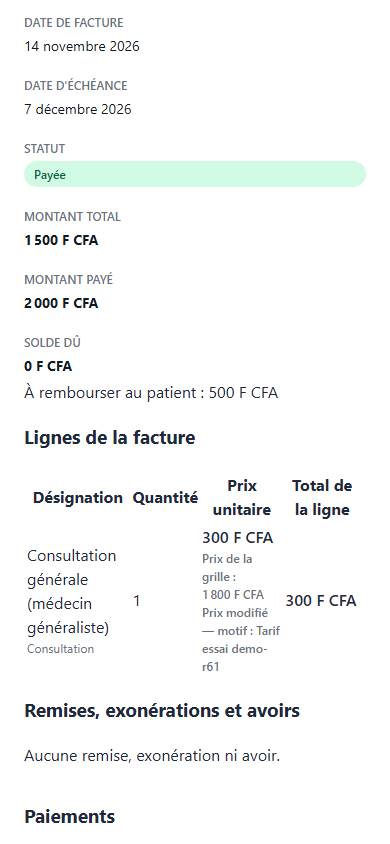 DATE DE FACTURE
14 novembre 2026
DATE D'ÉCHÉANCE
7 décembre 2026
STATUT
Payée
MONTANT TOTAL
1 500 F CFA
MONTANT PAYÉ
2 000 F CFA
SOLDE DÛ
0 F CFA
À rembourser au patient : 500 F CFA
Lignes de la facture
Désignation Quantité Prix unitaire Total de la ligne
Consultation générale (médecin généraliste)
Consultation
1
300 F CFA
Prix de la grille :
1 800 F CFA
Prix modifié
— motif : Tarif
essai demo-
r61
300 F CFA
Remises, exonérations et avoirs
Aucune remise, exonération ni avoir.
Paiements